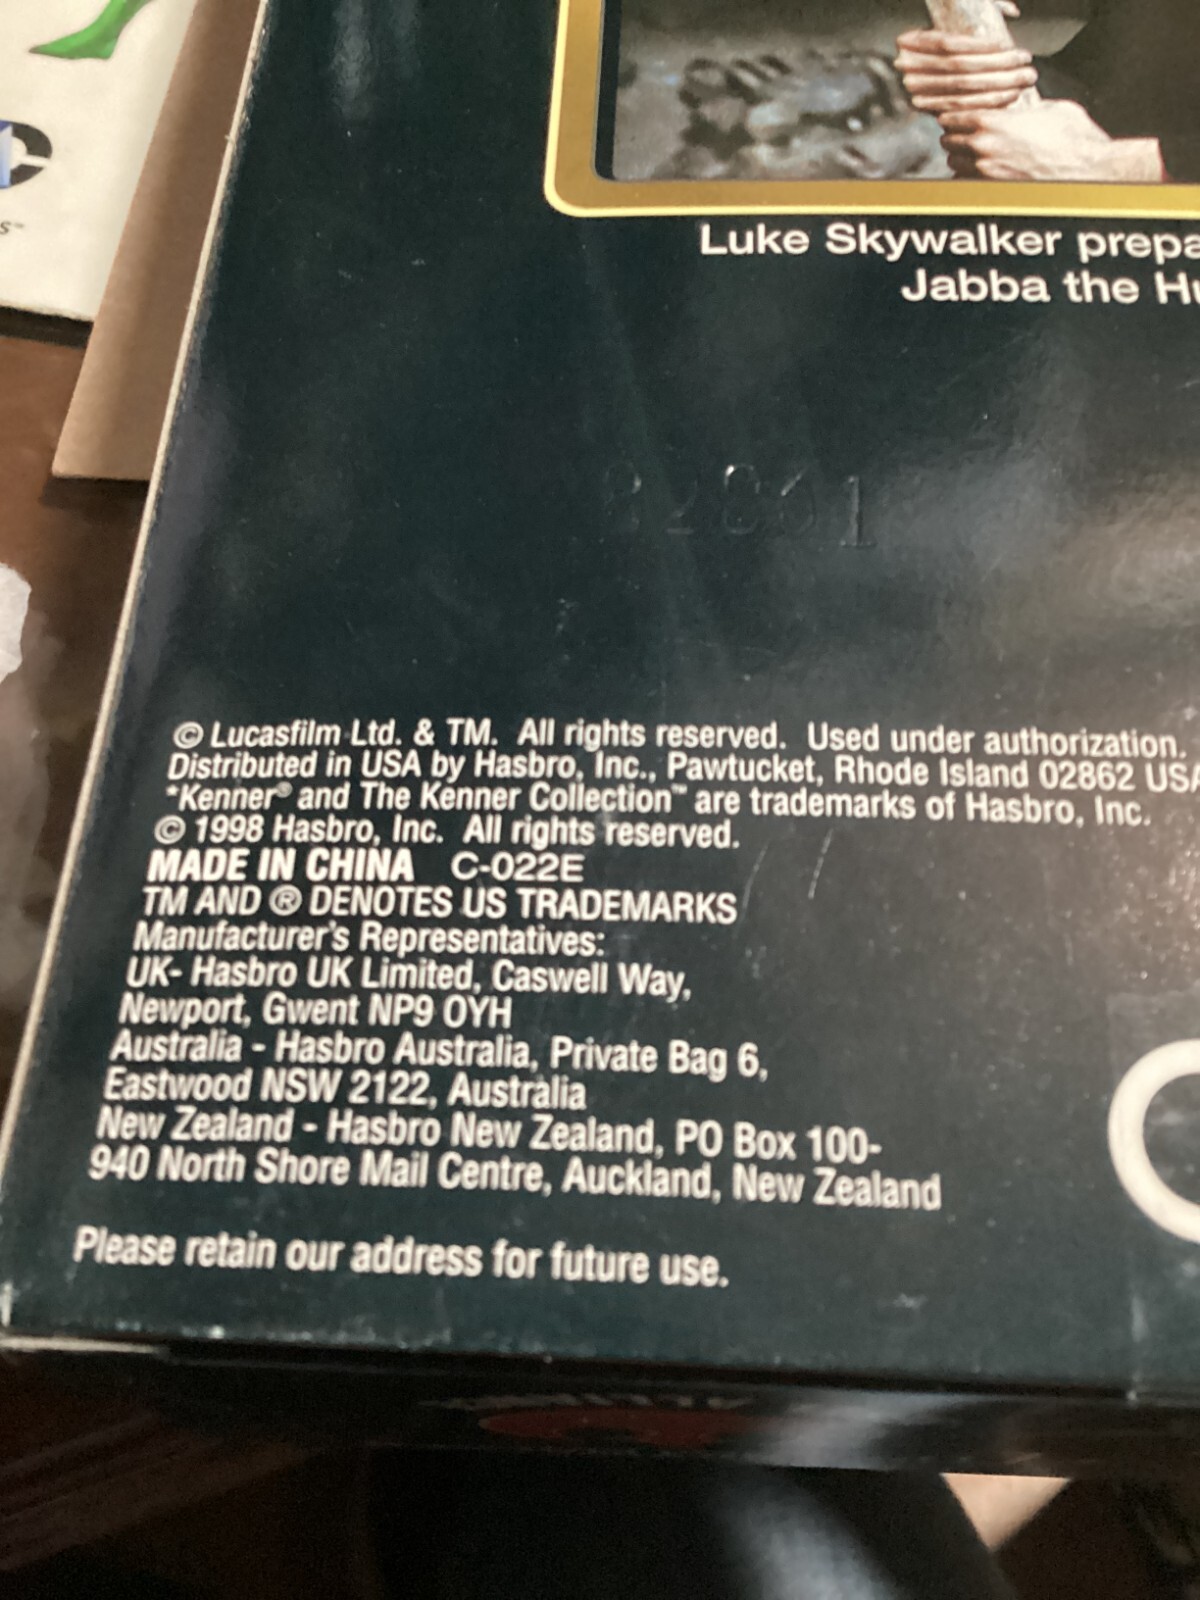 Luke Skywalker
Jabba the
© Lucasfilm Ltd. & TM. All rights reserved. Used under authorization.
Distributed in USA by Hasbro, Inc., Pawtucket, Rhode Island 02862 USA
*Kenner® and The Kenner Collection™ are trademarks of Hasbro, Inc.
© 1998 Hasbro, Inc. All rights reserved.
MADE IN CHINA C-022E
TM AND ® DENOTES US TRADEMARKS
Manufacturer's Representatives:
UK- Hasbro UK Limited, Caswell Way,
Newport, Gwent NP9 0YH
Australia - Hasbro Australia, Private Bag 6,
Eastwood NSW 2122, Australia
New Zealand - Hasbro New Zealand, PO Box 100-
940 North Shore Mail Centre, Auckland, New Zealand
Please retain our address for future use.